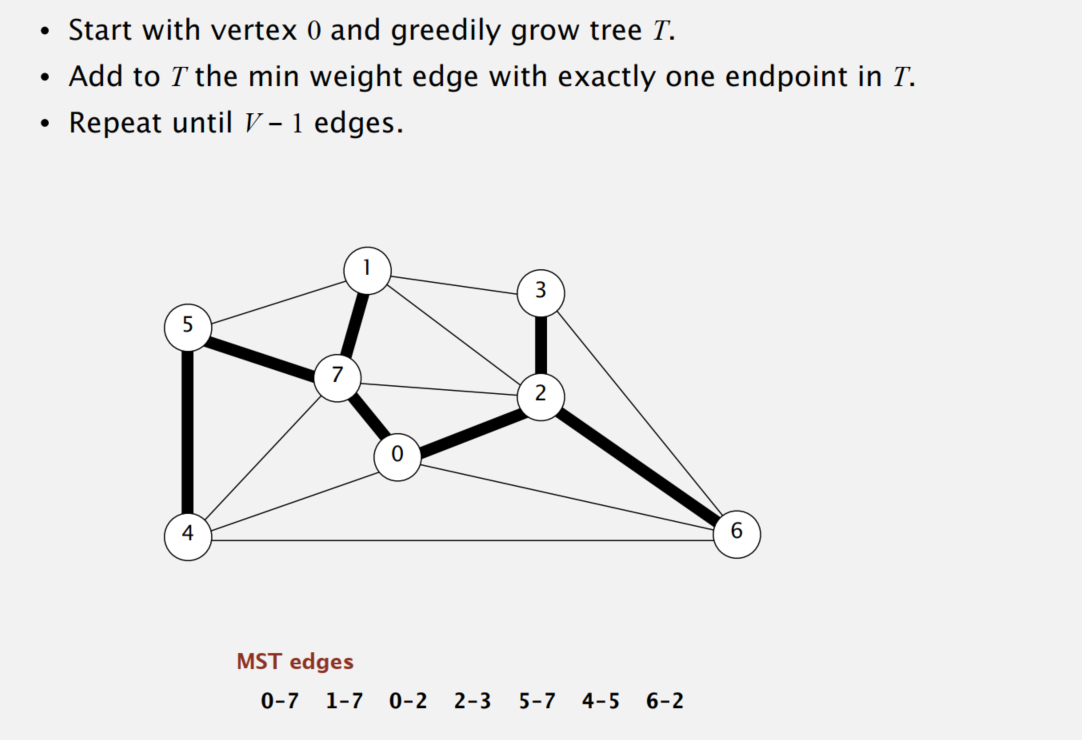 • Start with vertex 0 and greedily grow tree T.
• Add to T the min weight edge with exactly one endpoint in T.
• Repeat until V – 1 edges.
1
3
5
7
2
0
4
6
MST edges
0–7 1–7 0–2 2–3 5–7 4–5 6–2